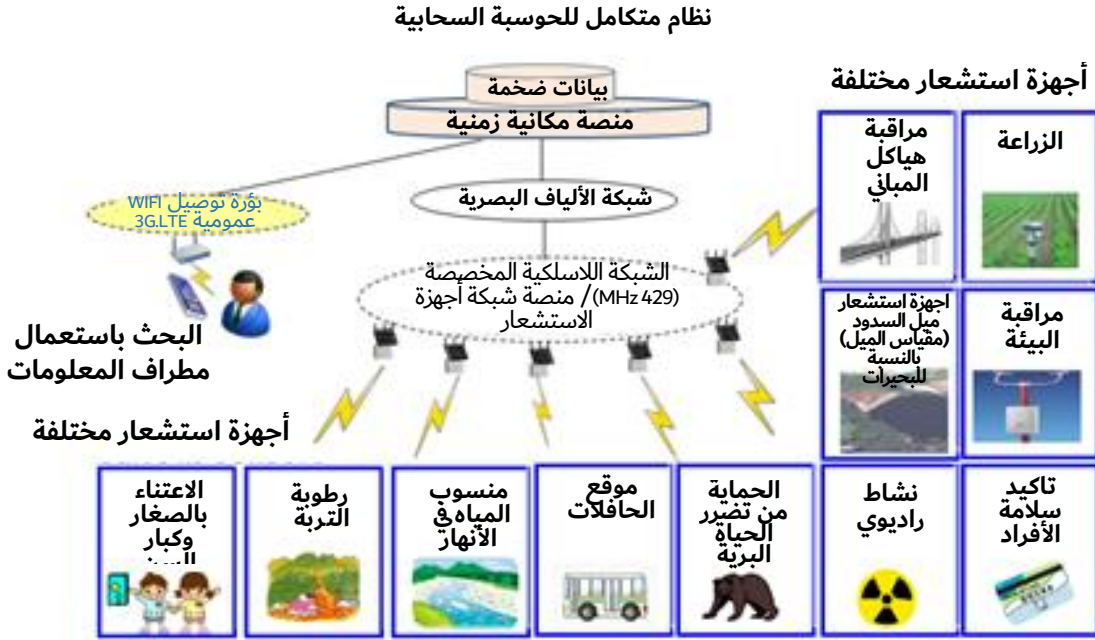 نظام متكامل للحوسبة السحابية
بيانات ضخمة
منصة مكانية زمنية
أجهزة استشعار مختلفة
مراقبة
هياكل
المباني
الزراعة
شبكة الألياف البصرية
بؤرة توصيل WIFI
عمومية 3G.LTE
الشبكة اللاسلكية المخصصة
(429 MHz)/ منصة شبكة أجهزة
الاستشعار
البحث باستعمال
مطراف المعلومات
اجهزة استشعار
ميل السدود
(مقياس الميل)
بالنسبة
للبحيرات
مراقبة
البيئة
أجهزة استشعار مختلفة
الاعتناء
بالصغار
وكبار
السن
رطوبة
التربة
منسوب
المياه في
الأنهار
موقع
الحافلات
الحماية
من تضرر
الحياة
البرية
نشاط
راديوي
تاكيد
سلامة
الأفراد